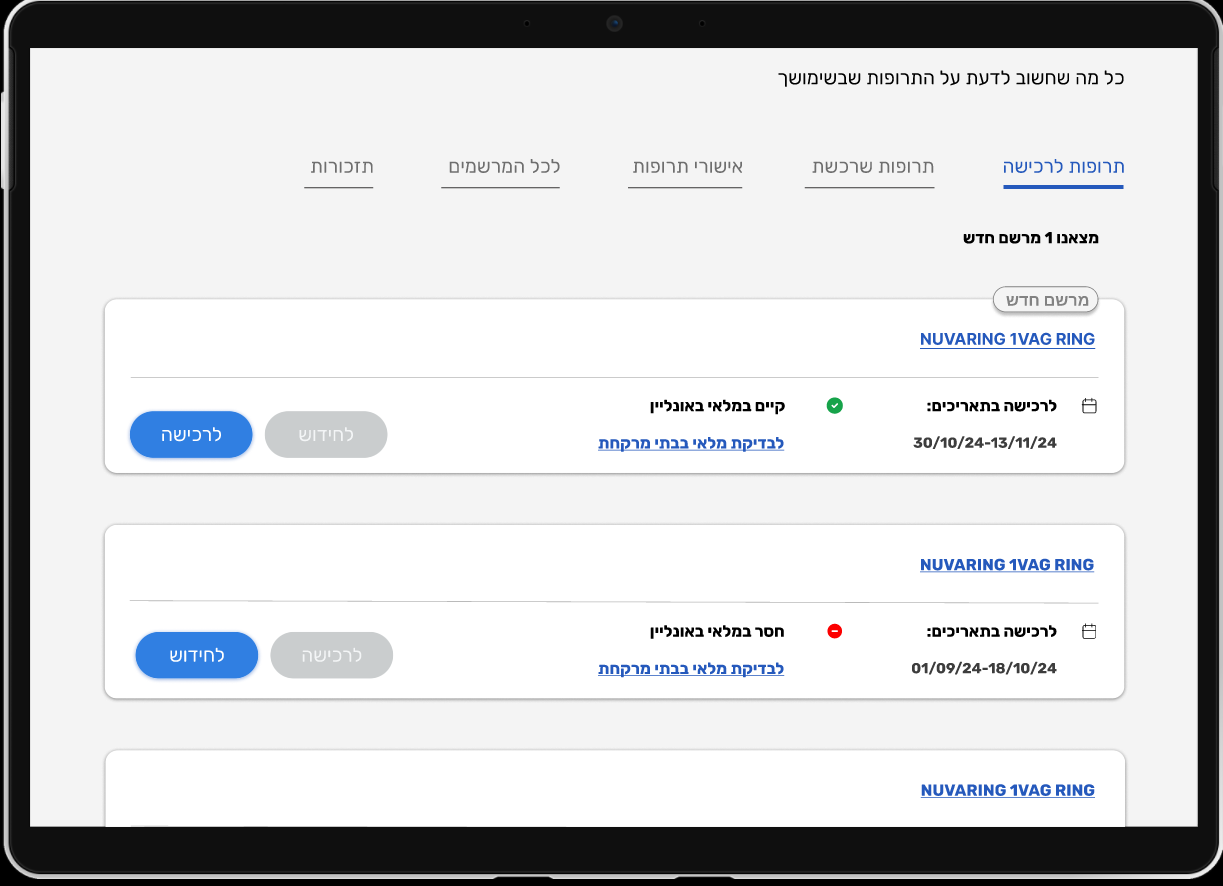 כל מה שחשוב לדעת על התרופות שבשימושך
תרופות לרכישה
תרופות שרכשת
אישורי תרופות
לכל המרשמים
תזכורות
מצאנו 1 מרשם חדש
מרשם חדש
NUVARING 1VAG RING
לרכישה בתאריכים:
30/10/24-13/11/24
קיים במלאי באונליין
לבדיקת מלאי בבתי מרקחת
לחידוש
לרכישה
NUVARING 1VAG RING
לרכישה בתאריכים:
01/09/24-18/10/24
חסר במלאי באונליין
לבדיקת מלאי בבתי מרקחת
לרכישה
לחידוש
NUVARING 1VAG RING